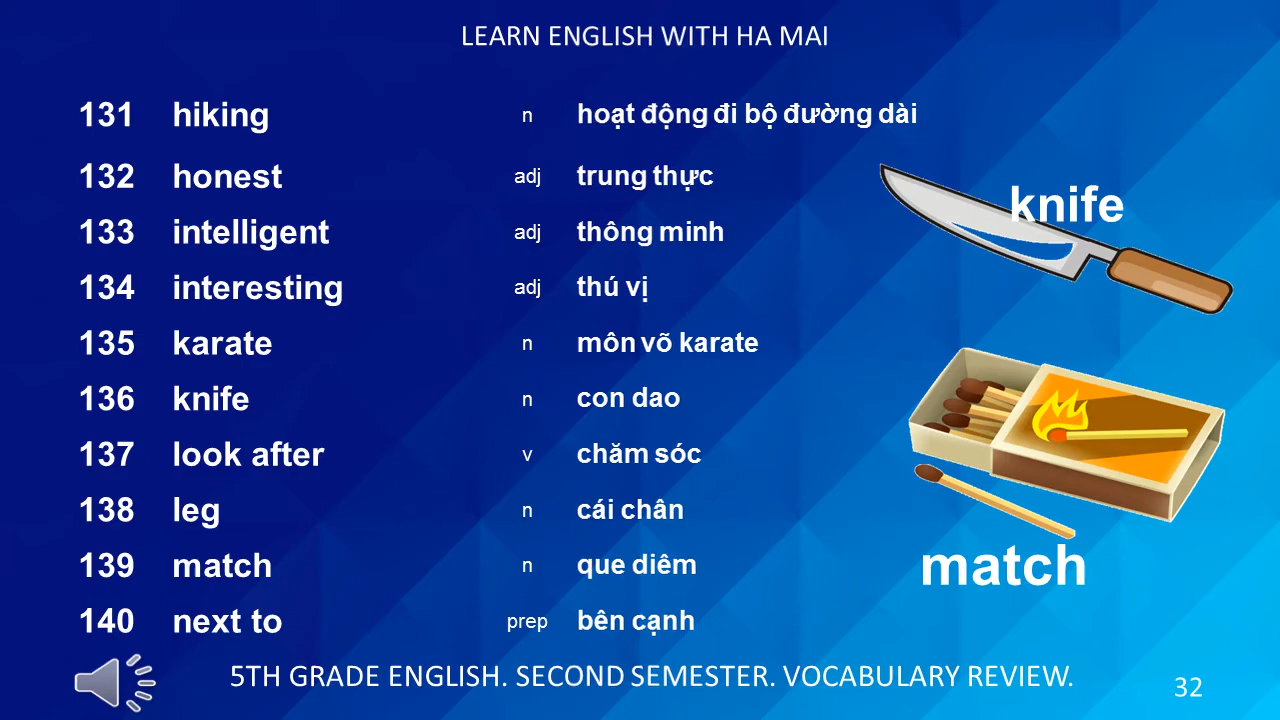 LEARN ENGLISH WITH HA MAI
131 hiking n hoạt động đi bộ đường dài
132 honest adj trung thực
knife
133 intelligent adj thông minh
134 interesting adj thú vị
135 karate n môn võ karate
136 knife n con dao
137 look after v chăm sóc
138 leg n cái chân
139 match n que diêm
match
140 next to prep bên cạnh
5TH GRADE ENGLISH. SECOND SEMESTER. VOCABULARY REVIEW.
32